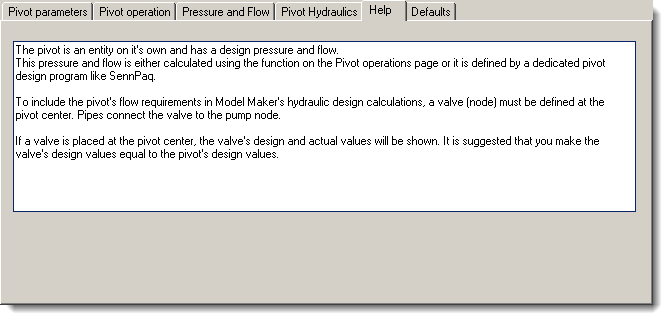 Pivot parameters Pivot operation Pressure and Flow Pivot Hydraulics Help Defaults
The pivot is an entity on it's own and has a design pressure and flow.
This pressure and flow is either calculated using the function on the Pivot operations page or it is defined by a dedicated pivot
design program like SennPaq.
To include the pivot's flow requirements in Model Maker's hydraulic design calculations, a valve (node) must be defined at the
pivot center. Pipes connect the valve to the pump node.
If a valve is placed at the pivot center, the valve's design and actual values will be shown. It is suggested that you make the
valve's design values equal to the pivot's design values.